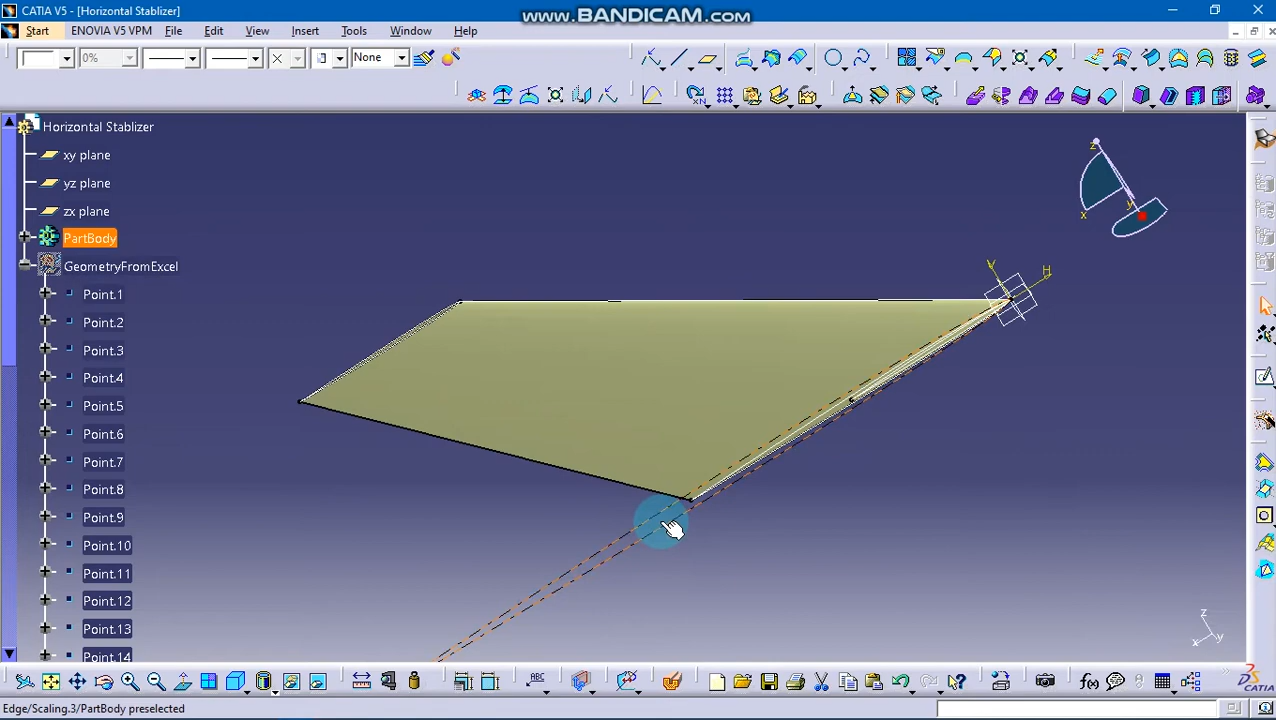 CATIA V5 - [Horizontal Stablizer]
www.BANDICAM.com
Start ENOVIA V5 VPM File Edit View Insert Tools Window Help
0% None
Horizontal Stablizer
xy plane
yz plane
zx plane
PartBody
GeometryFromExcel
Point.1
Point.2
Point.3
Point.4
Point.5
Point.6
Point.7
Point.8
Point.9
Point.10
Point.11
Point.12
Point.13
Point.14
z
x
y
V
H
z
x
y
ABC
f(x)
CATIA
Edge/Scaling.3/PartBody preselected